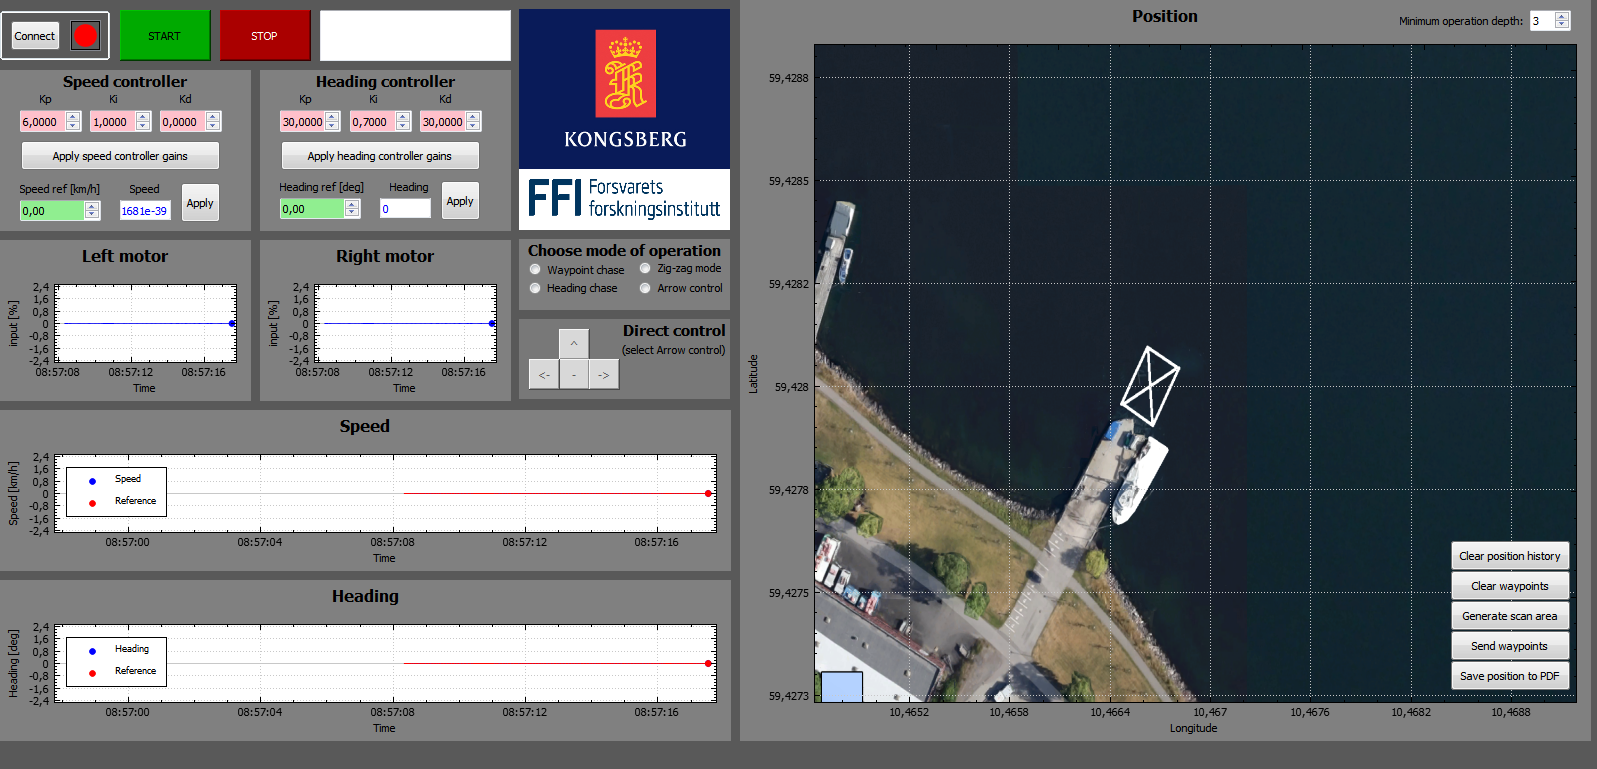 Connect
START
STOP
Speed controller
Kp Ki Kd
6,0000 1,0000 0,0000
Apply speed controller gains
Speed ref [km/h] Speed
0,00 1681e-39 Apply
Heading controller
Kp Ki Kd
30,0000 0,7000 30,0000
Apply heading controller gains
Heading ref [deg] Heading
0,00 0 Apply
KONGSBERG
FFI Forsvarets
forskningsinstitutt
Left motor
input [%]
2,4
1,6
0,8
0
-0,8
-1,6
-2,4
08:57:08 08:57:12 08:57:16
Time
Right motor
input [%]
2,4
1,6
0,8
0
-0,8
-1,6
-2,4
08:57:08 08:57:12 08:57:16
Time
Choose mode of operation
Waypoint chase Zig-zag mode
Heading chase Arrow control
Direct control
(select Arrow control)
^
<- - ->
Speed
Speed [km/h]
2,4
1,6
0,8
0
-0,8
-1,6
-2,4
Speed
Reference
08:57:00 08:57:04 08:57:08 08:57:12 08:57:16
Time
Heading
Heading [deg]
2,4
1,6
0,8
0
-0,8
-1,6
-2,4
Heading
Reference
08:57:00 08:57:04 08:57:08 08:57:12 08:57:16
Time
Position
Minimum operation depth: 3
Latitude
59,4288
59,4285
59,4282
59,428
59,4278
59,4275
59,4273
Clear position history
Clear waypoints
Generate scan area
Send waypoints
Save position to PDF
10,4652 10,4658 10,4664 10,467 10,4676 10,4682 10,4688
Longitude